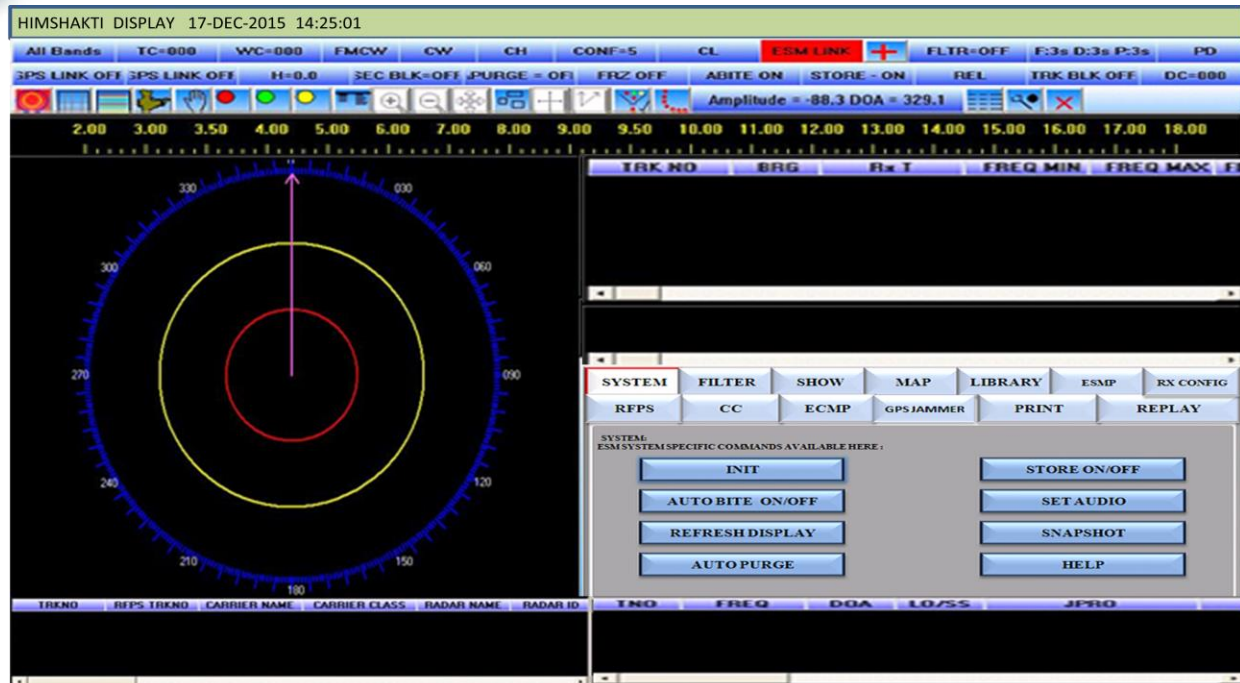 HIMSHAKTI DISPLAY 17-DEC-2015 14:25:01
All Bands TC=000 WC=000 FMCW CW CH CONF=5 CL ESM LINK FLTR=OFF F:3s D:3s P:3s PD
GPS LINK OFF GPS LINK OFF H=0.0 SEC BLK=OFF .PURGE = OFF FRZ OFF ABITE ON STORE - ON REL TRK BLK OFF DC=000
Amplitude = -88.3 DOA = 329.1
2.00 3.00 3.50 4.00 5.00 6.00 7.00 8.00 9.00 9.50 10.00 11.00 12.00 13.00 14.00 15.00 16.00 17.00 18.00
TRK NO BRG Rx T FREQ MIN FREQ MAX
330 030
300 060
270 090
240 120
210 150
180
SYSTEM FILTER SHOW MAP LIBRARY ESMP RX CONFIG
RFPS CC ECMP GPS JAMMER PRINT REPLAY
SYSTEM:
ESM SYSTEM SPECIFIC COMMANDS AVAILABLE HERE :
INIT STORE ON/OFF
AUTO BITE ON/OFF SET AUDIO
REFRESH DISPLAY SNAPSHOT
AUTO PURGE HELP
TRKNO RFPS TRKNO CARRIER NAME CARRIER CLASS RADAR NAME RADAR ID
TNO FREQ DOA LO/SS JPRO